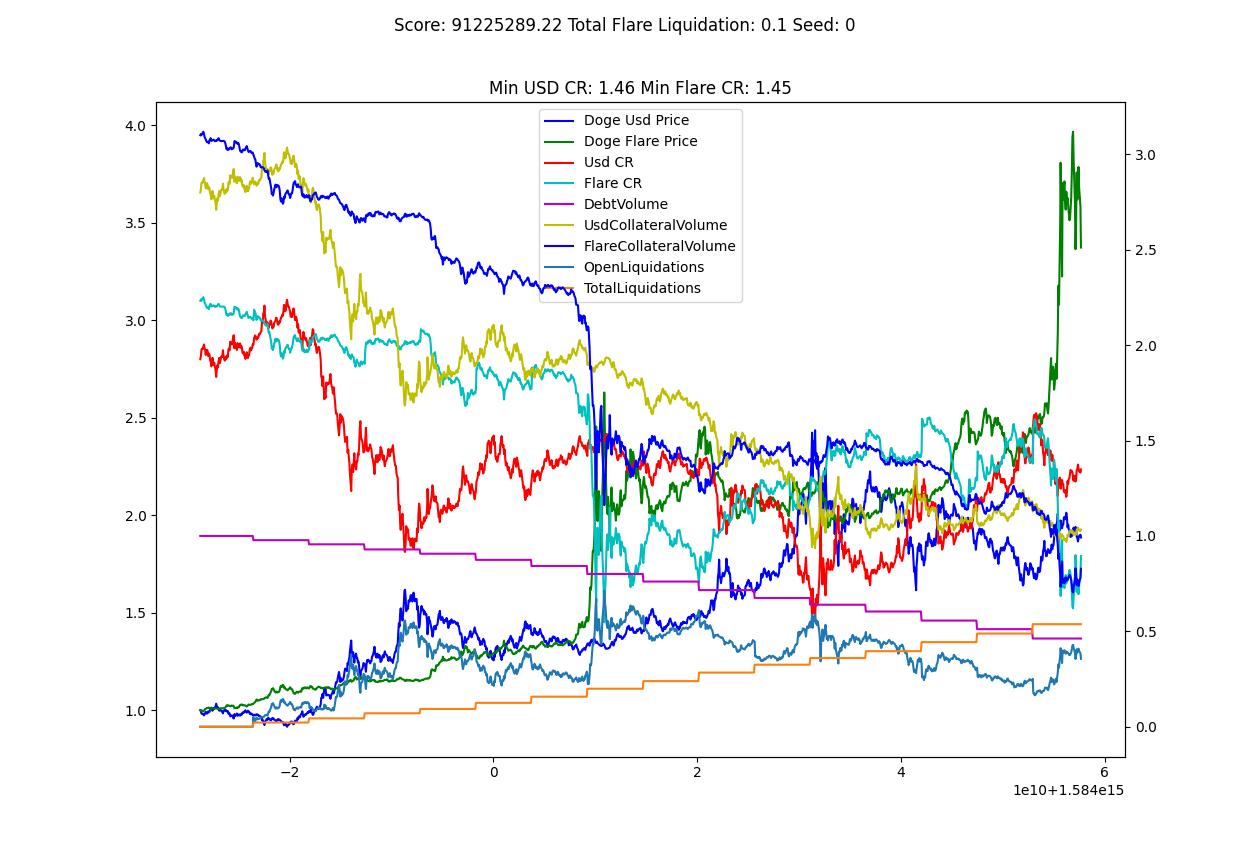 Score: 91225289.22 Total Flare Liquidation: 0.1 Seed: 0
Min USD CR: 1.46 Min Flare CR: 1.45
Doge Usd Price
Doge Flare Price
Usd CR
Flare CR
DebtVolume
UsdCollateralVolume
FlareCollateralVolume
OpenLiquidations
TotalLiquidations
4.0
3.5
3.0
2.5
2.0
1.5
1.0
3.0
2.5
2.0
1.5
1.0
0.5
0.0
−2 0 2 4 6
1e10+1.584e15